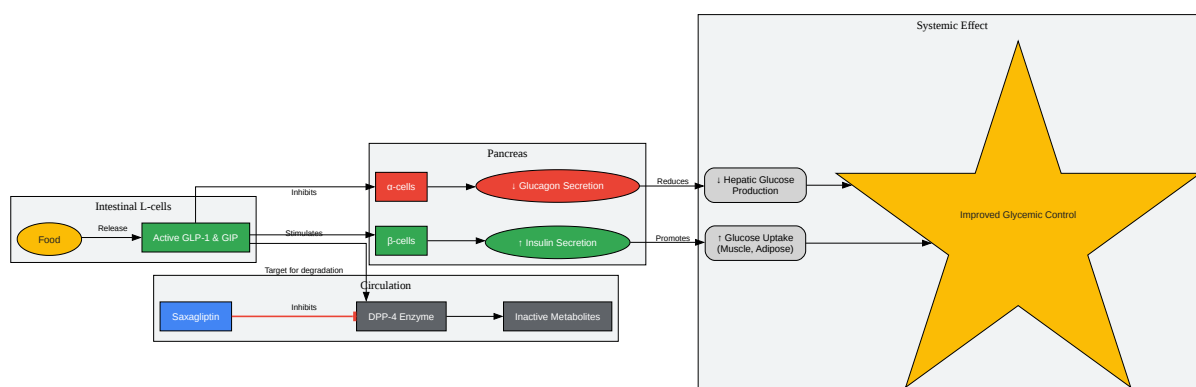 Systemic Effect
Pancreas
↓ Hepatic Glucose
Production
α-cells
↓ Glucagon Secretion
Reduces
Inhibits
Intestinal L-cells
Improved Glycemic Control
Food
Release
Active GLP-1 & GIP
Stimulates
β-cells
↑ Insulin Secretion
Promotes
↑ Glucose Uptake
(Muscle, Adipose)
Target for degradation
Circulation
Saxagliptin
Inhibits
DPP-4 Enzyme
Inactive Metabolites